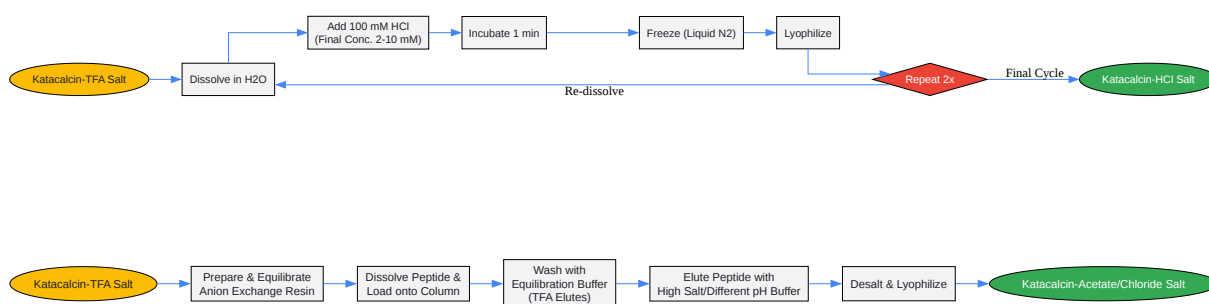 Add 100 mM HCl
(Final Conc. 2-10 mM)
Incubate 1 min
Freeze (Liquid N2)
Lyophilize
Katacalcin-TFA Salt
Dissolve in H2O
Repeat 2x
Final Cycle
Katacalcin-HCl Salt
Re-dissolve
Katacalcin-TFA Salt
Prepare & Equilibrate
Anion Exchange Resin
Dissolve Peptide &
Load onto Column
Wash with
Equilibration Buffer
(TFA Elutes)
Elute Peptide with
High Salt/Different pH Buffer
Desalt & Lyophilize
Katacalcin-Acetate/Chloride Salt